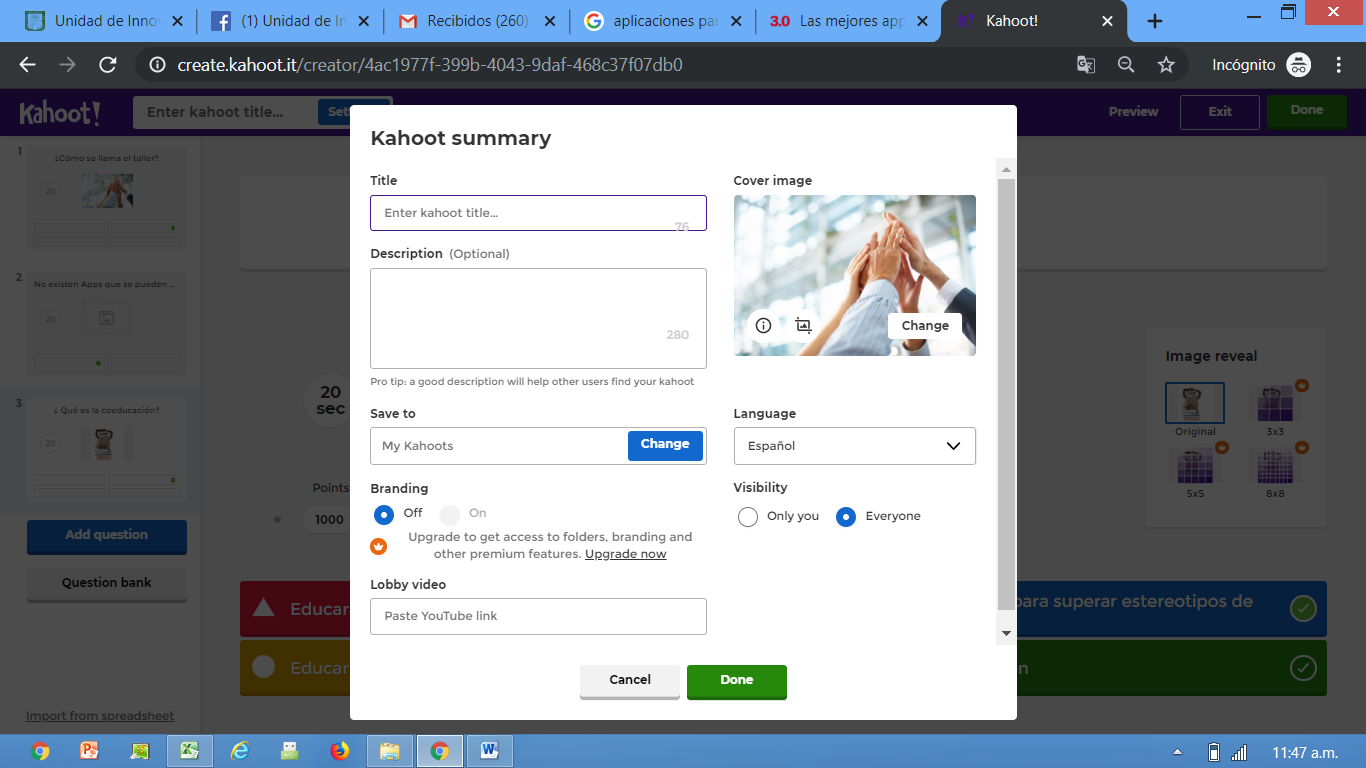 Unidad de Innov
(1) Unidad de In
Recibidos (260)
aplicaciones par
3.0 Las mejores app
Kahoot!
create.kahoot.it/creator/4ac1977f-399b-4043-9daf-468c37f07db0
Incógnito
Kahoot!
Enter kahoot title...
Preview
Exit
Done
1
¿Cómo se llama el taller?
20
2
No existen Apps que se pueden ...
20
3
¿ Qué es la coeducación?
20
Add question
Question bank
Import from spreadsheet
20
sec
Points
1000
Kahoot summary
Title
Enter kahoot title...
76
Description (Optional)
280
Pro tip: a good description will help other users find your kahoot
Save to
My Kahoots
Change
Branding
Off
On
Upgrade to get access to folders, branding and
other premium features. Upgrade now
Lobby video
Paste YouTube link
Cover image
Change
Language
Español
Visibility
Only you
Everyone
Cancel
Done
Image reveal
Original
3x3
5x5
8x8
Educar
para superar estereotipos de
Educar
n
11:47 a.m.